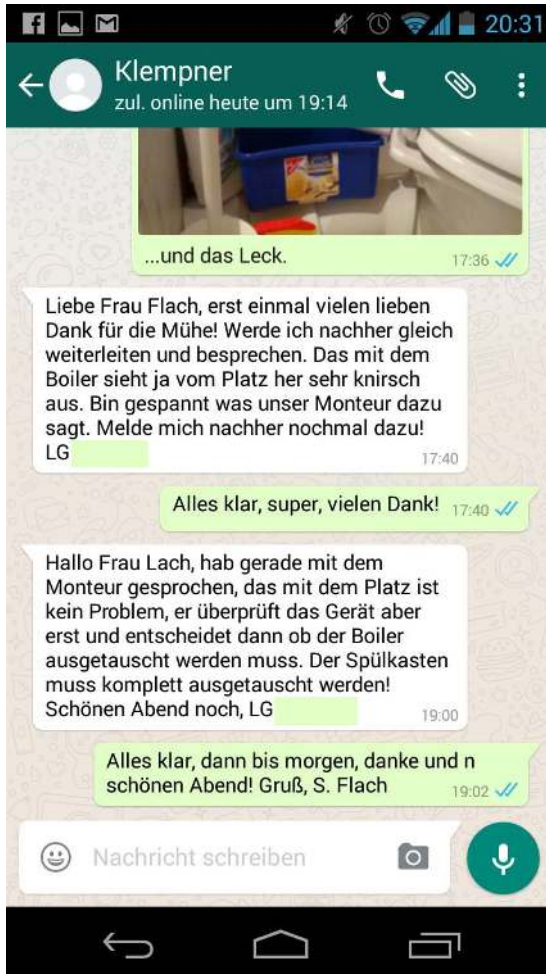 20:31
Klempner
zul. online heute um 19:14
...und das Leck.
17:36
Liebe Frau Flach, erst einmal vielen lieben
Dank für die Mühe! Werde ich nachher gleich
weiterleiten und besprechen. Das mit dem
Boiler sieht ja vom Platz her sehr knirsch
aus. Bin gespannt was unser Monteur dazu
sagt. Melde mich nachher nochmal dazu!
LG
17:40
Alles klar, super, vielen Dank!
17:40
Hallo Frau Lach, hab gerade mit dem
Monteur gesprochen, das mit dem Platz ist
kein Problem, er überprüft das Gerät aber
erst und entscheidet dann ob der Boiler
ausgetauscht werden muss. Der Spülkasten
muss komplett ausgetauscht werden!
Schönen Abend noch, LG
19:00
Alles klar, dann bis morgen, danke und n
schönen Abend! Gruß, S. Flach
19:02
Nachricht schreiben